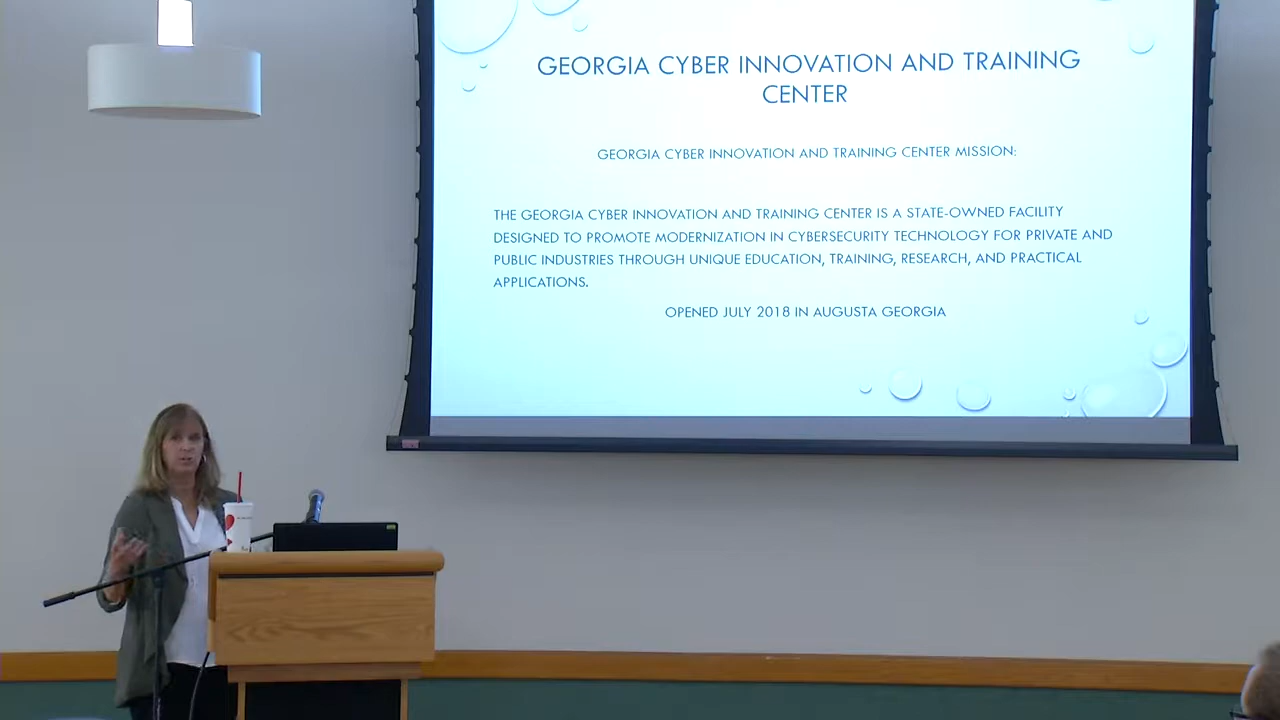 GEORGIA CYBER INNOVATION AND TRAINING
CENTER
GEORGIA CYBER INNOVATION AND TRAINING CENTER MISSION:
THE GEORGIA CYBER INNOVATION AND TRAINING CENTER IS A STATE-OWNED FACILITY
DESIGNED TO PROMOTE MODERNIZATION IN CYBERSECURITY TECHNOLOGY FOR PRIVATE AND
PUBLIC INDUSTRIES THROUGH UNIQUE EDUCATION, TRAINING, RESEARCH, AND PRACTICAL
APPLICATIONS.
OPENED JULY 2018 IN AUGUSTA GEORGIA